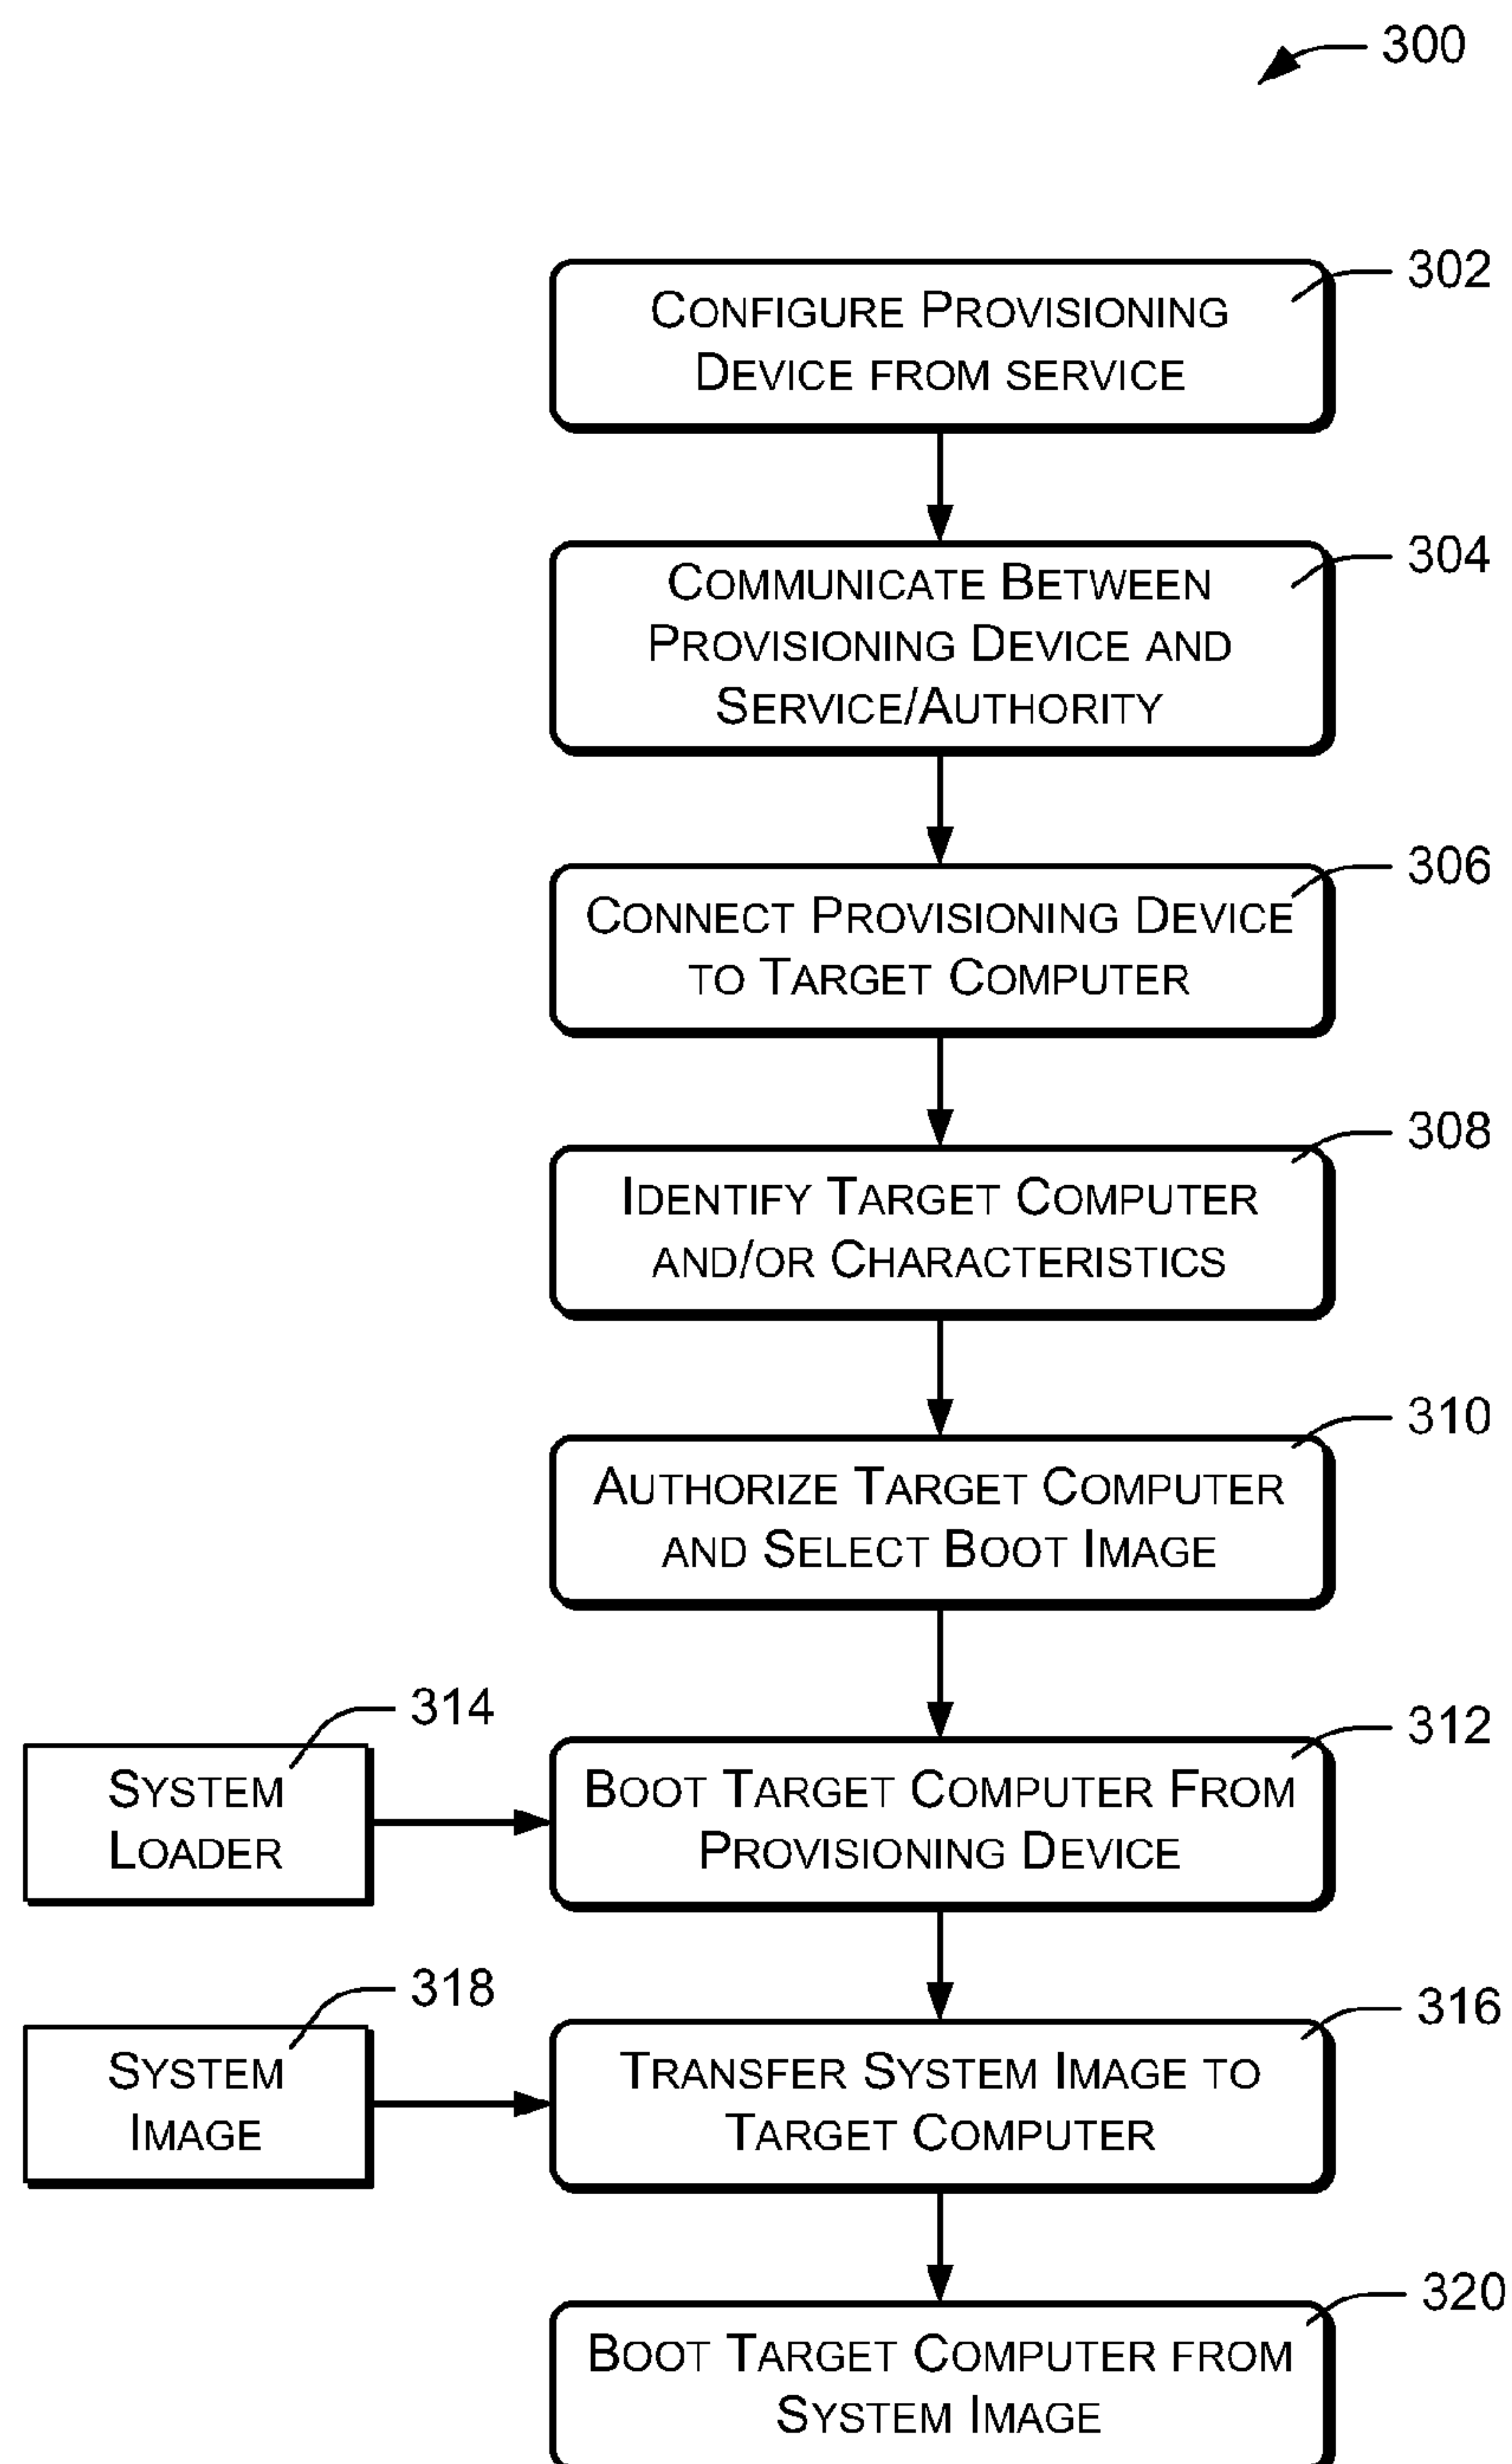 300
302
CONFIGURE PROVISIONING
DEVICE FROM SERVICE
304
COMMUNICATE BETWEEN
PROVISIONING DEVICE AND
SERVICE/AUTHORITY
306
CONNECT PROVISIONING DEVICE
TO TARGET COMPUTER
308
IDENTIFY TARGET COMPUTER
AND/OR CHARACTERISTICS
310
AUTHORIZE TARGET COMPUTER
AND SELECT BOOT IMAGE
314
SYSTEM
LOADER
312
BOOT TARGET COMPUTER FROM
PROVISIONING DEVICE
318
SYSTEM
IMAGE
316
TRANSFER SYSTEM IMAGE TO
TARGET COMPUTER
320
BOOT TARGET COMPUTER FROM
SYSTEM IMAGE